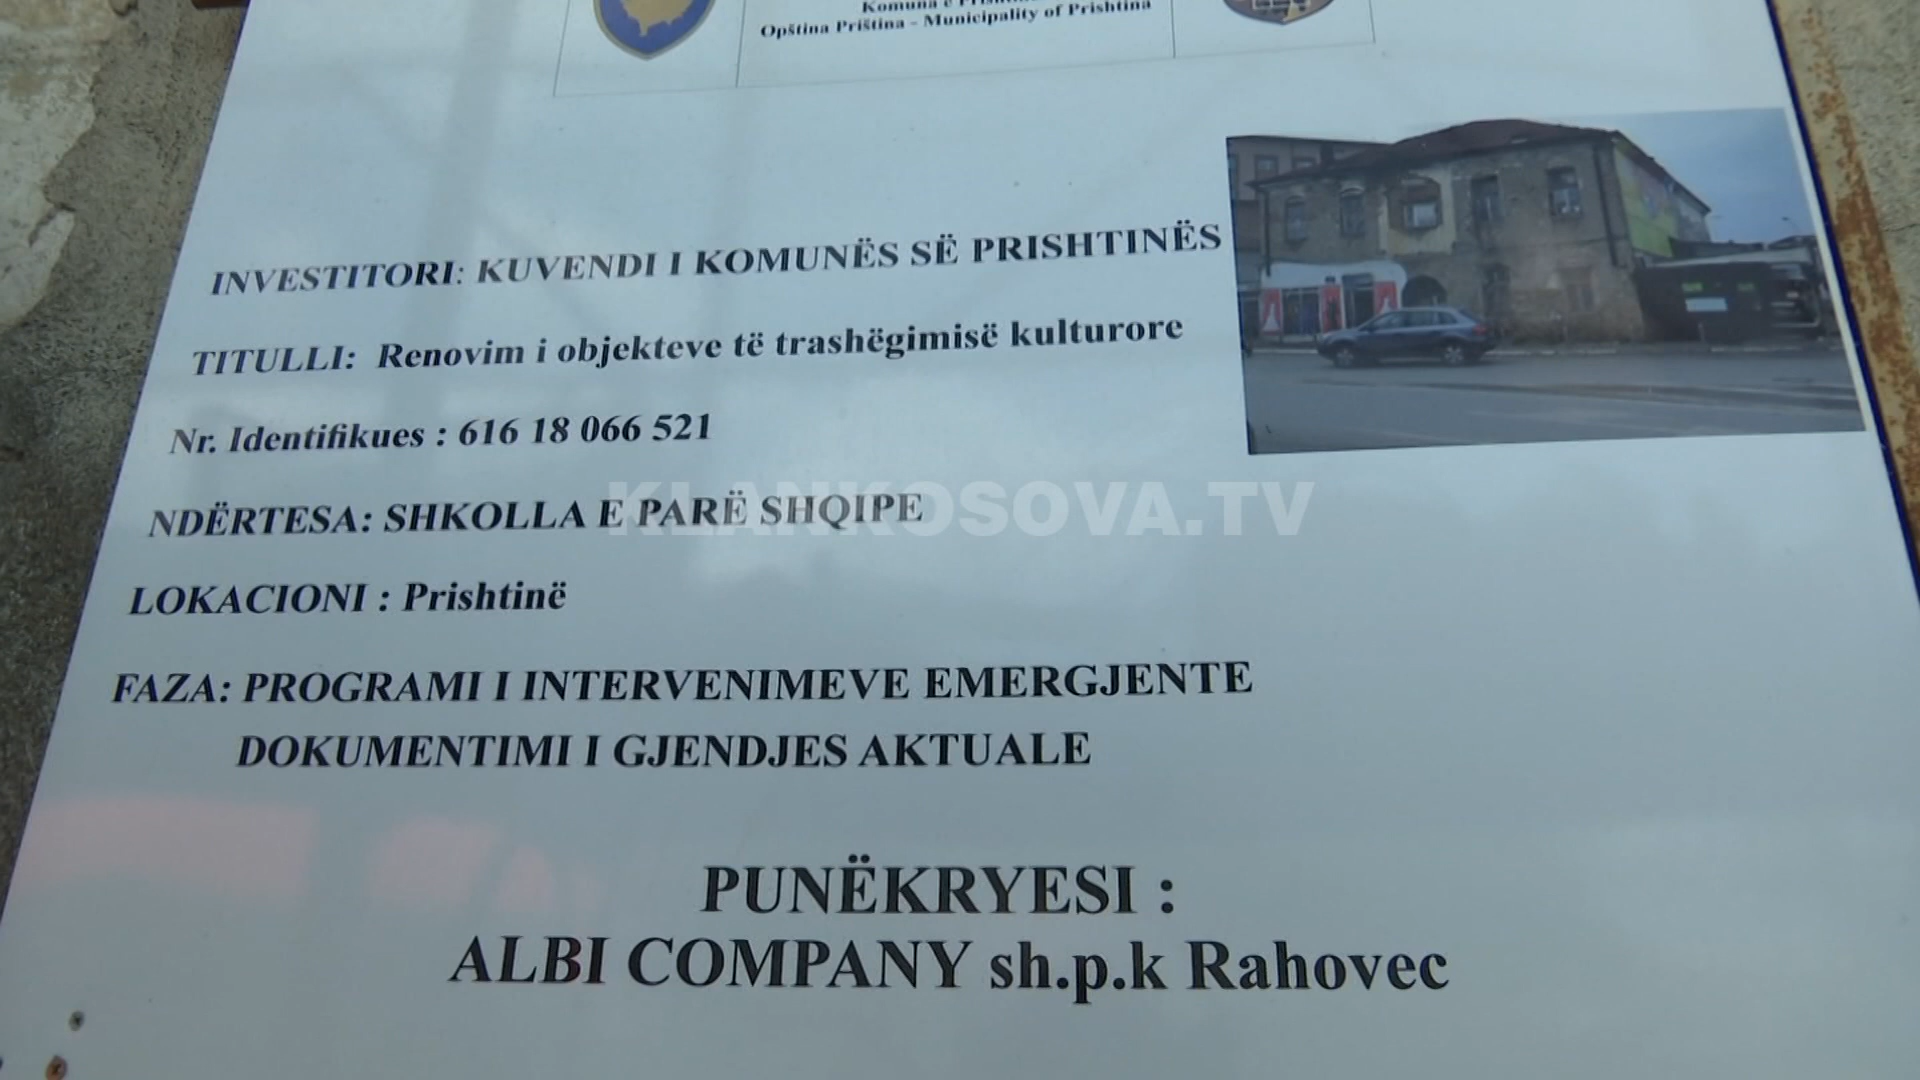 Komuna e Prishtinës
Opština Priština - Municipality of Prishtina
INVESTITORI: KUVENDI I KOMUNËS SË PRISHTINËS
TITULLI: Renovim i objekteve të trashëgimisë kulturore
Nr. Identifikues : 616 18 066 521
NDËRTESA: SHKOLLA E PARË SHQIPE
KLANKOSOVA.TV
LOKACIONI : Prishtinë
FAZA: PROGRAMI I INTERVENIMEVE EMERGJENTE
DOKUMENTIMI I GJENDJES AKTUALE
PUNËKRYESI :
ALBI COMPANY sh.p.k Rahovec